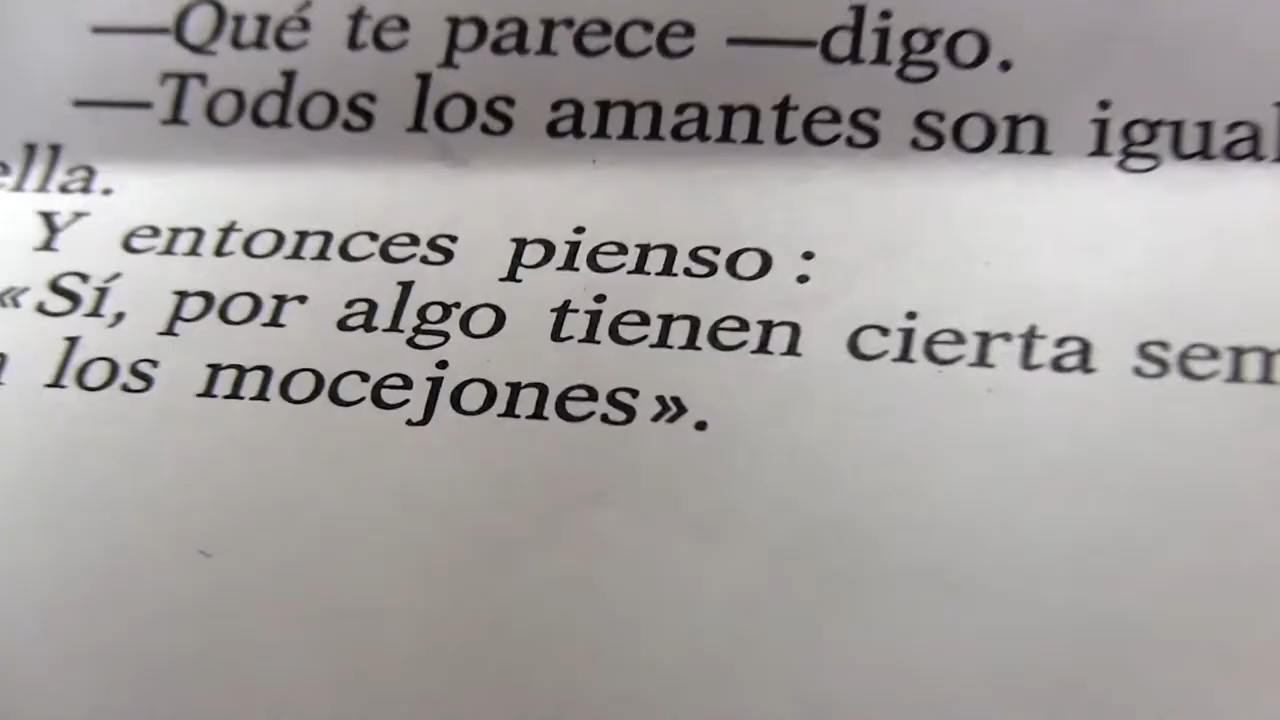 —Qué te parece —digo.
—Todos los amantes son igual
ella.
Y entonces pienso:
«Sí, por algo tienen cierta sem
los mocejones».